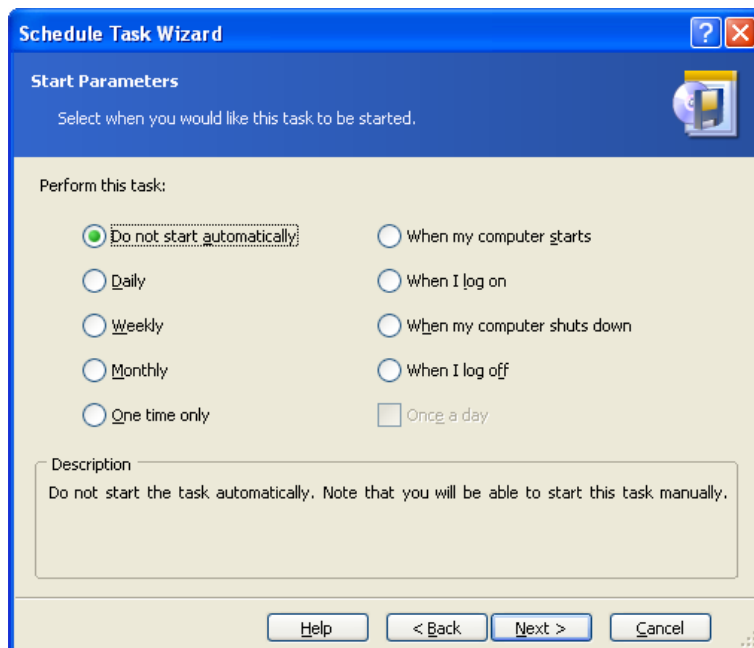 Schedule Task Wizard
Start Parameters
Select when you would like this task to be started.
Perform this task:
Do not start automatically
When my computer starts
Daily
When I log on
Weekly
When my computer shuts down
Monthly
When I log off
One time only
Once a day
Description
Do not start the task automatically. Note that you will be able to start this task manually.
Help
< Back
Next >
Cancel